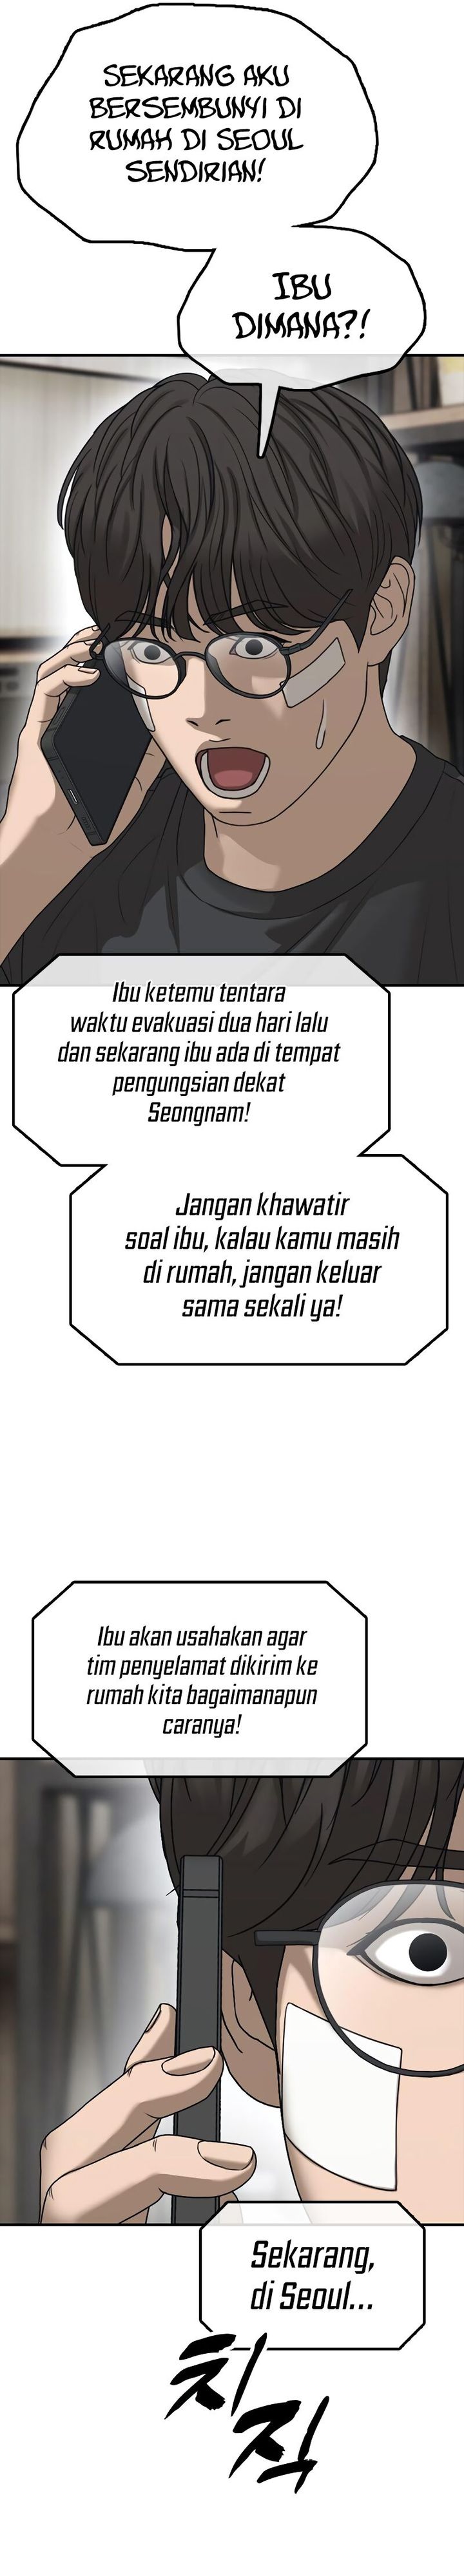 SEKARANG AKU
BERSEMBUNYI DI
RUMAH DI SEOUL
SENDIRIAN!
IBU
DIMANA?!
Ibu ketemu tentara
waktu evakuasi dua hari lalu
dan sekarang ibu ada di tempat
pengungsian dekat
Seongnam!
Jangan khawatir
soal ibu, kalau kamu masih
di rumah, jangan keluar
sama sekali ya!
Ibu akan usahakan agar
tim penyelamat dikirim ke
rumah kita bagaimanapun
caranya!
Sekarang,
di Seoul...
치
직